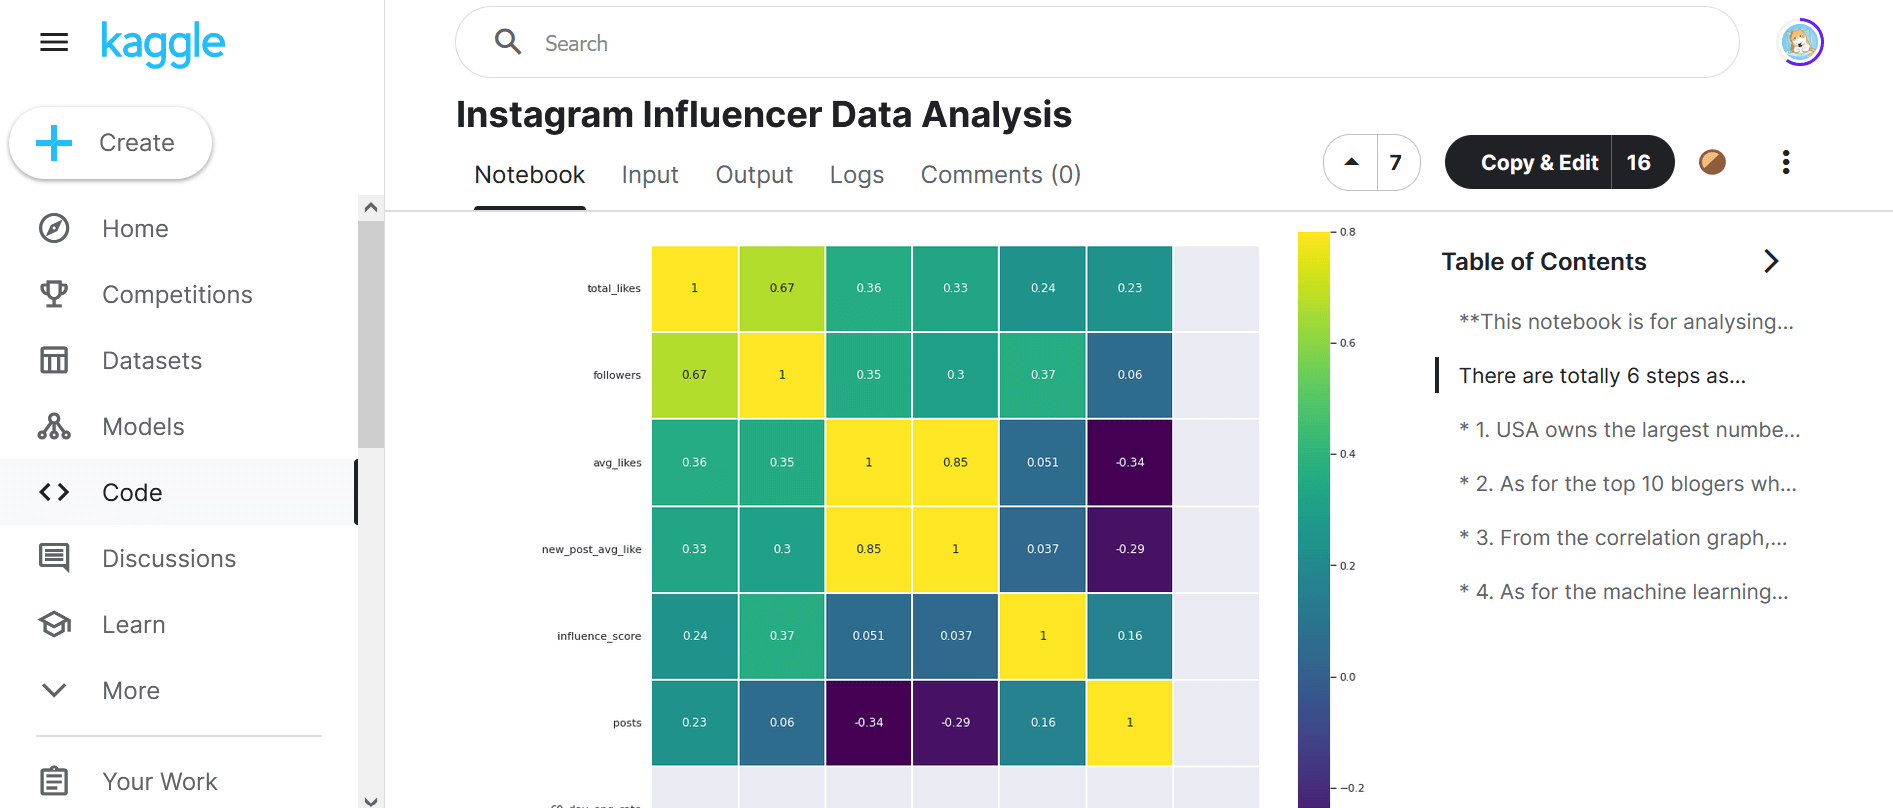 kaggle
Search
Create
Home
Competitions
Datasets
Models
Code
Discussions
Learn
More
Your Work
Instagram Influencer Data Analysis
Notebook Input Output Logs Comments (0)
7 Copy & Edit 16
total_likes 1 0.67 0.36 0.33 0.24 0.23
followers 0.67 1 0.35 0.3 0.37 0.06
avg_likes 0.36 0.35 1 0.85 0.051 -0.34
new_post_avg_like 0.33 0.3 0.85 1 0.037 -0.29
influence_score 0.24 0.37 0.051 0.037 1 0.16
posts 0.23 0.06 -0.34 -0.29 0.16 1
0.8
0.6
0.4
0.2
0.0
−0.2
Table of Contents
**This notebook is for analysing...
There are totally 6 steps as...
* 1. USA owns the largest numbe...
* 2. As for the top 10 blogers wh...
* 3. From the correlation graph,...
* 4. As for the machine learning...